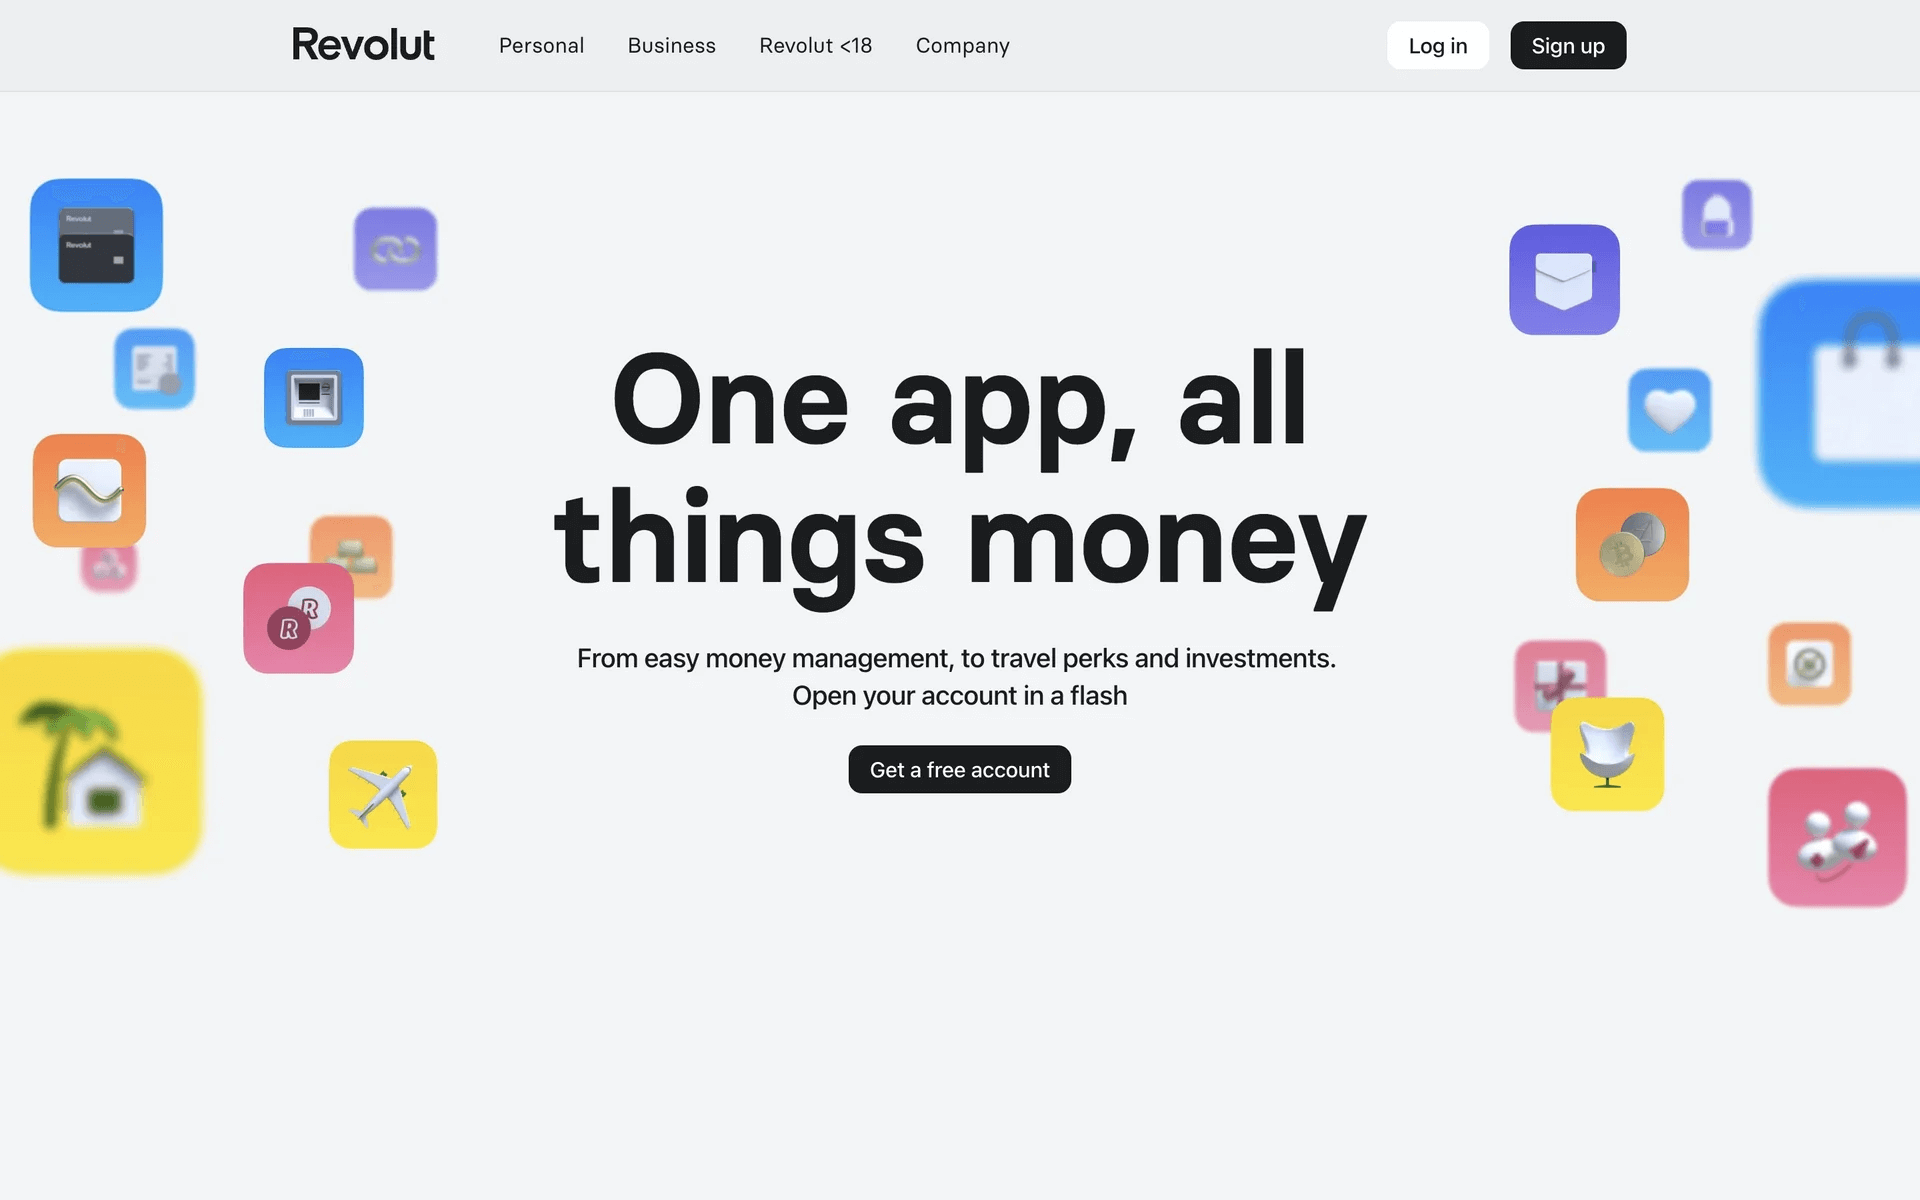 Revolut
Personal
Business
Revolut <18
Company
Log in
Sign up
Revolut
Revolut
One app, all
things money
R
R
From easy money management, to travel perks and investments.
Open your account in a flash
Get a free account